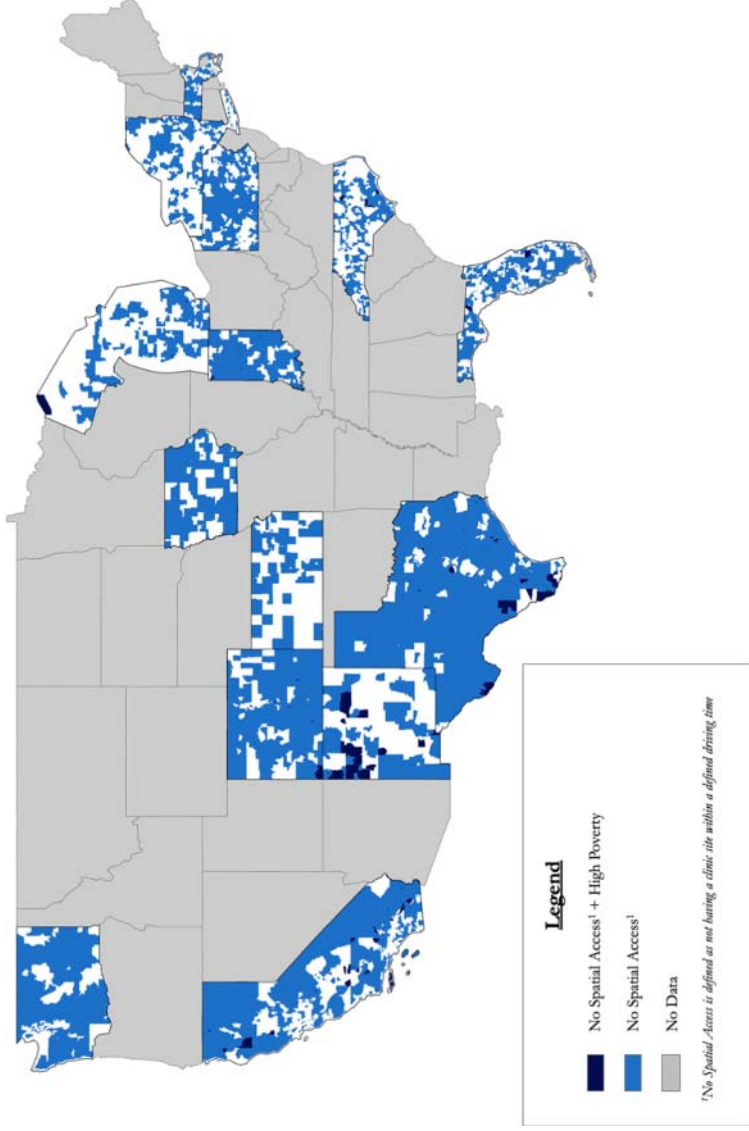 Legend
No Spatial Access¹ + High Poverty
No Spatial Access¹
No Data
¹No Spatial Access is defined as not having a clinic site within a defined driving time